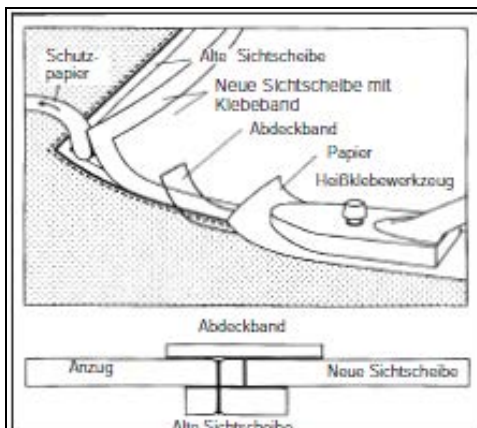 Schutz-
papier
Alte Sichtscheibe
Neue Sichtscheibe mit
Klebeband
Abdeckband
Papier
Heißklebewerkzeug
Abdeckband
Anzug
Neue Sichtscheibe
Alte Sichtscheibe